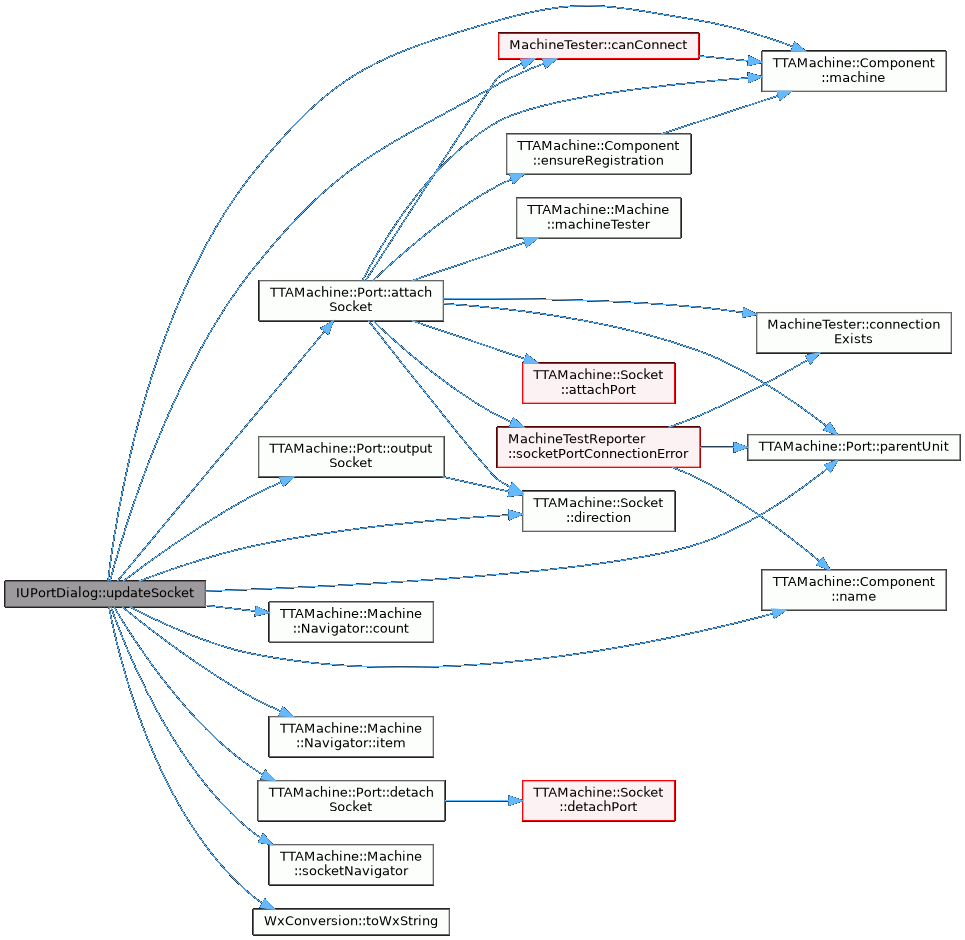 MachineTester::canConnect
TTAMachine::Component
::machine
TTAMachine::Component
::ensureRegistration
TTAMachine::Machine
::machineTester
TTAMachine::Port::attach
Socket
MachineTester::connection
Exists
TTAMachine::Socket
::attachPort
MachineTestReporter
::socketPortConnectionError
TTAMachine::Port::parentUnit
TTAMachine::Port::output
Socket
TTAMachine::Socket
::direction
IUPortDialog::updateSocket
TTAMachine::Component
::name
TTAMachine::Machine
::Navigator::count
TTAMachine::Machine
::Navigator::item
TTAMachine::Port::detach
Socket
TTAMachine::Socket
::detachPort
TTAMachine::Machine
::socketNavigator
WxConversion::toWxString